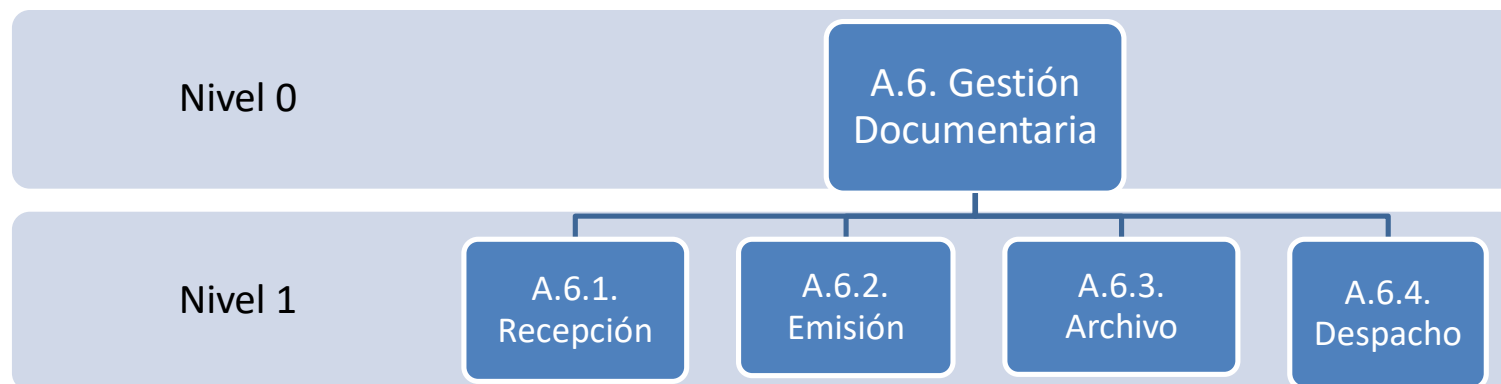 Nivel 0
A.6. Gestión
Documentaria
Nivel 1
A.6.1.
Recepción
A.6.2.
Emisión
A.6.3.
Archivo
A.6.4.
Despacho